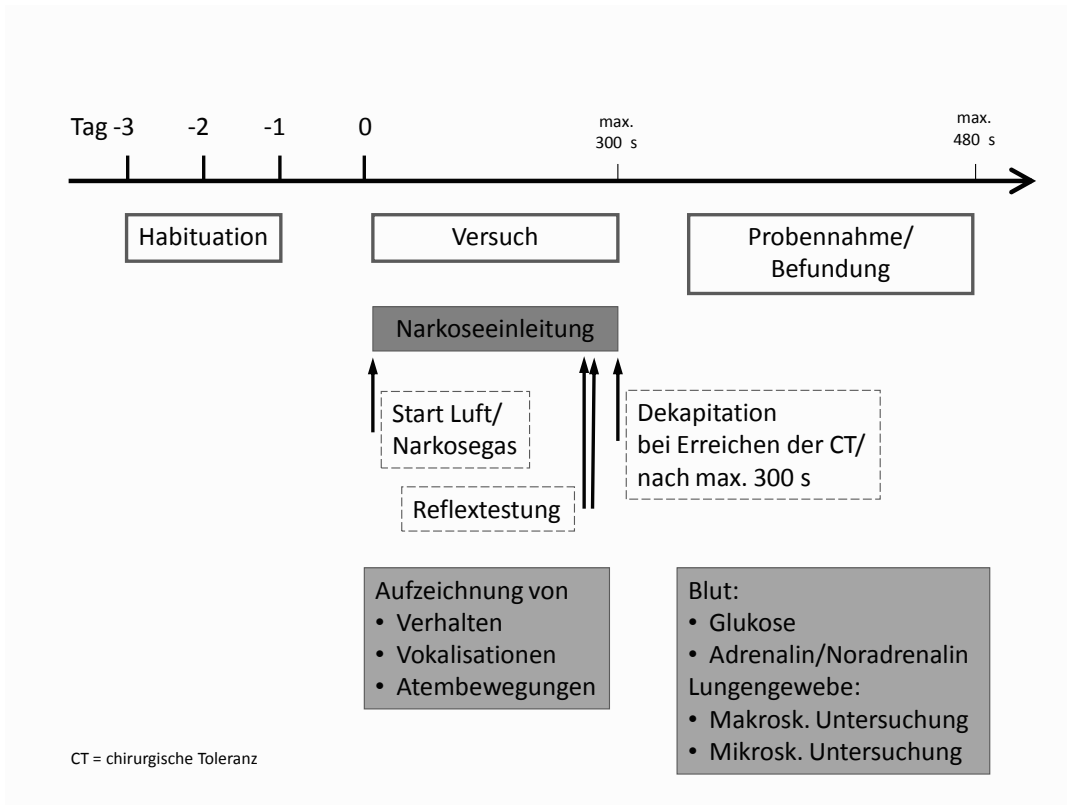 Tag -3 -2 -1 0 max. 300 s max. 480 s
Habituation
Versuch
Probennahme/
Befundung
Narkoseeinleitung
Start Luft/
Narkosegas
Reflextestung
Dekapitation
bei Erreichen der CT/
nach max. 300 s
Aufzeichnung von
• Verhalten
• Vokalisationen
• Atembewegungen
Blut:
• Glukose
• Adrenalin/Noradrenalin
Lungengewebe:
• Makrosk. Untersuchung
• Mikrosk. Untersuchung
CT = chirurgische Toleranz